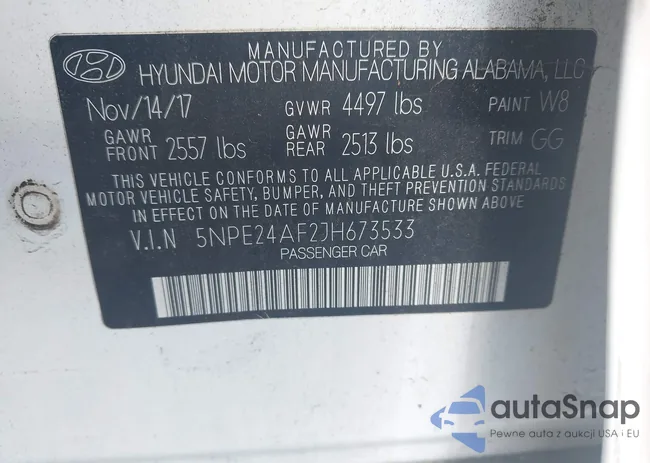 MANUFACTURED BY
HYUNDAI MOTOR MANUFACTURING ALABAMA, LLC
Nov/14/17 GVWR 4497 lbs PAINT W8
GAWR FRONT 2557 lbs GAWR REAR 2513 lbs TRIM GG
THIS VEHICLE CONFORMS TO ALL APPLICABLE U.S.A. FEDERAL
MOTOR VEHICLE SAFETY, BUMPER, AND THEFT PREVENTION STANDARDS
IN EFFECT ON THE DATE OF MANUFACTURE SHOWN ABOVE
V.I.N 5NPE24AF2JH673533
PASSENGER CAR
autoSnap
Pewne auta z aukcji USA i EU